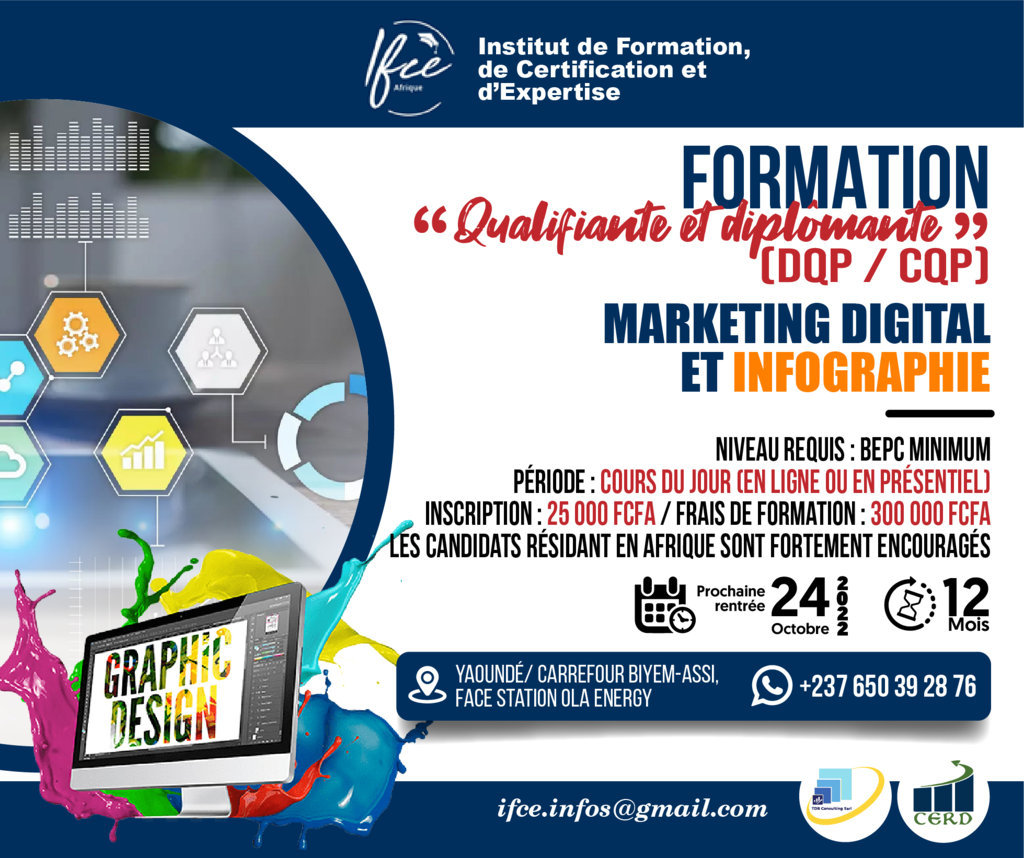 Ifce
Afrique
Institut de Formation,
de Certification et
d'Expertise
FORMATION
“ Qualifiante et diplômante ”
(DQP / CQP)
MARKETING DIGITAL
ET INFOGRAPHIE
NIVEAU REQUIS : BEPC MINIMUM
PÉRIODE : COURS DU JOUR (EN LIGNE OU EN PRÉSENTIEL)
INSCRIPTION : 25 000 FCFA / FRAIS DE FORMATION : 300 000 FCFA
LES CANDIDATS RÉSIDANT EN AFRIQUE SONT FORTEMENT ENCOURAGÉS
Prochaine
rentrée
24
Octobre
2022
12
Mois
GRAPHIC
DESIGN
YAOUNDÉ/ CARREFOUR BIYEM-ASSI,
FACE STATION OLA ENERGY
+237 650 39 28 76
ifce.infos@gmail.com
TDB Consulting Sarl
CERD